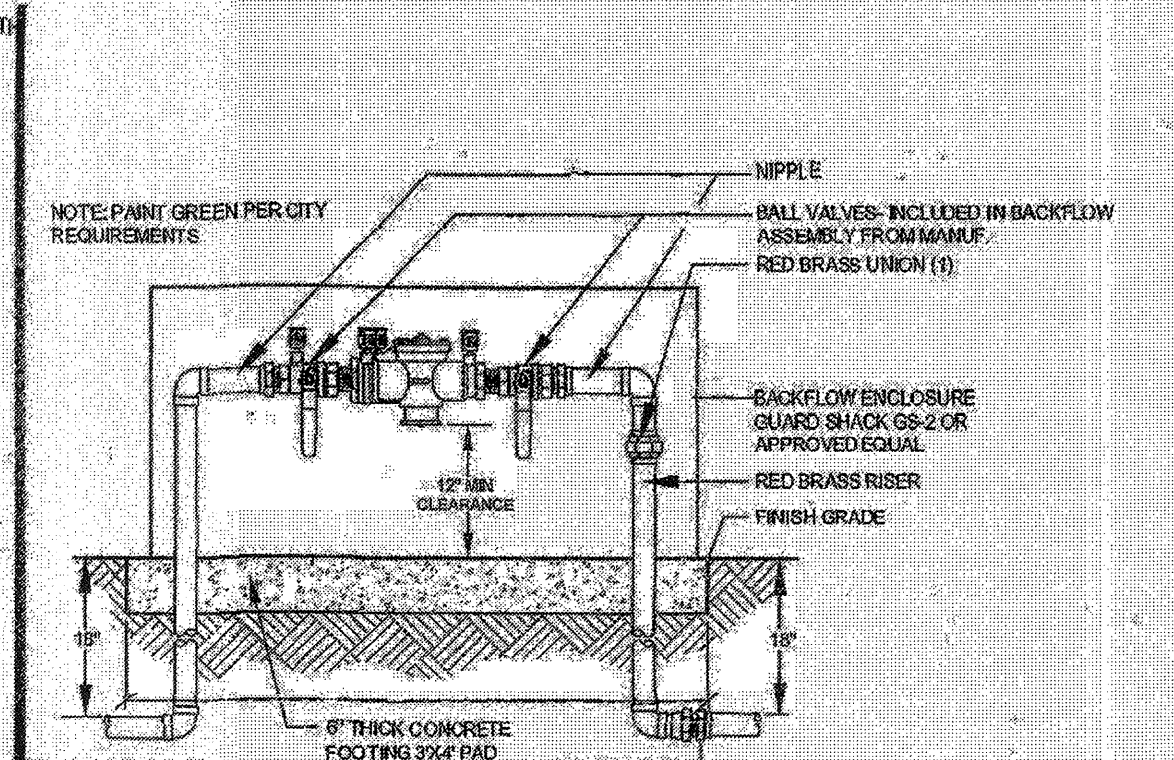 NOTE: PAINT GREEN PER CITY
REQUIREMENTS
NIPPLE
BALL VALVES- INCLUDED IN BACKFLOW
ASSEMBLY FROM MANUF.
RED BRASS UNION (1)
BACKFLOW ENCLOSURE
GUARD SHACK GS-2 OR
APPROVED EQUAL
RED BRASS RISER
FINISH GRADE
12" MIN
CLEARANCE
18"
18"
6" THICK CONCRETE
FOOTING 3'X4' PAD